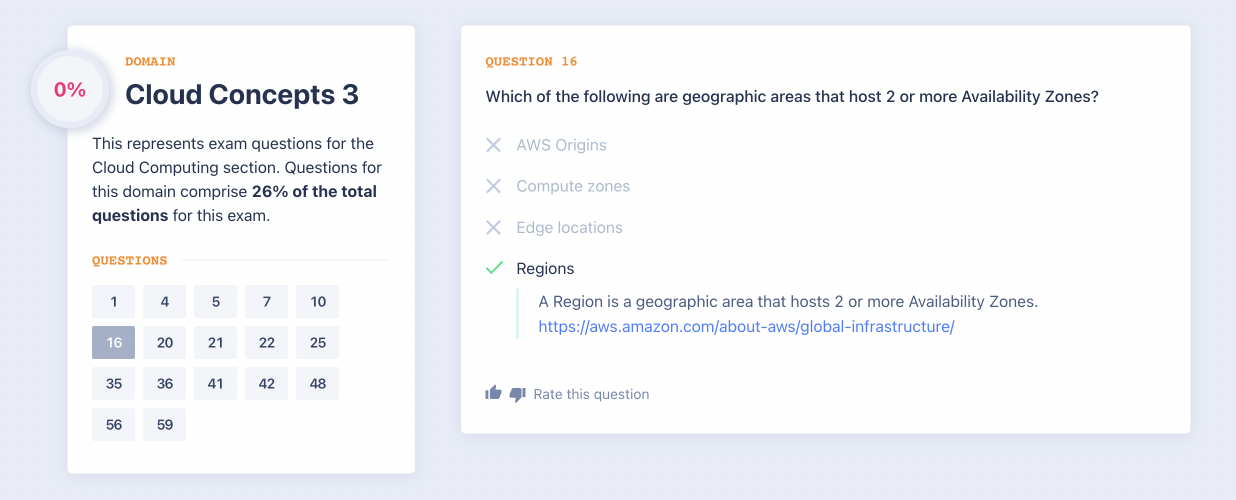 0%
DOMAIN
Cloud Concepts 3
This represents exam questions for the
Cloud Computing section. Questions for
this domain comprise 26% of the total
questions for this exam.
QUESTIONS
1 4 5 7 10
16 20 21 22 25
35 36 41 42 48
56 59
QUESTION 16
Which of the following are geographic areas that host 2 or more Availability Zones?
AWS Origins
Compute zones
Edge locations
Regions
A Region is a geographic area that hosts 2 or more Availability Zones.
https://aws.amazon.com/about-aws/global-infrastructure/
Rate this question